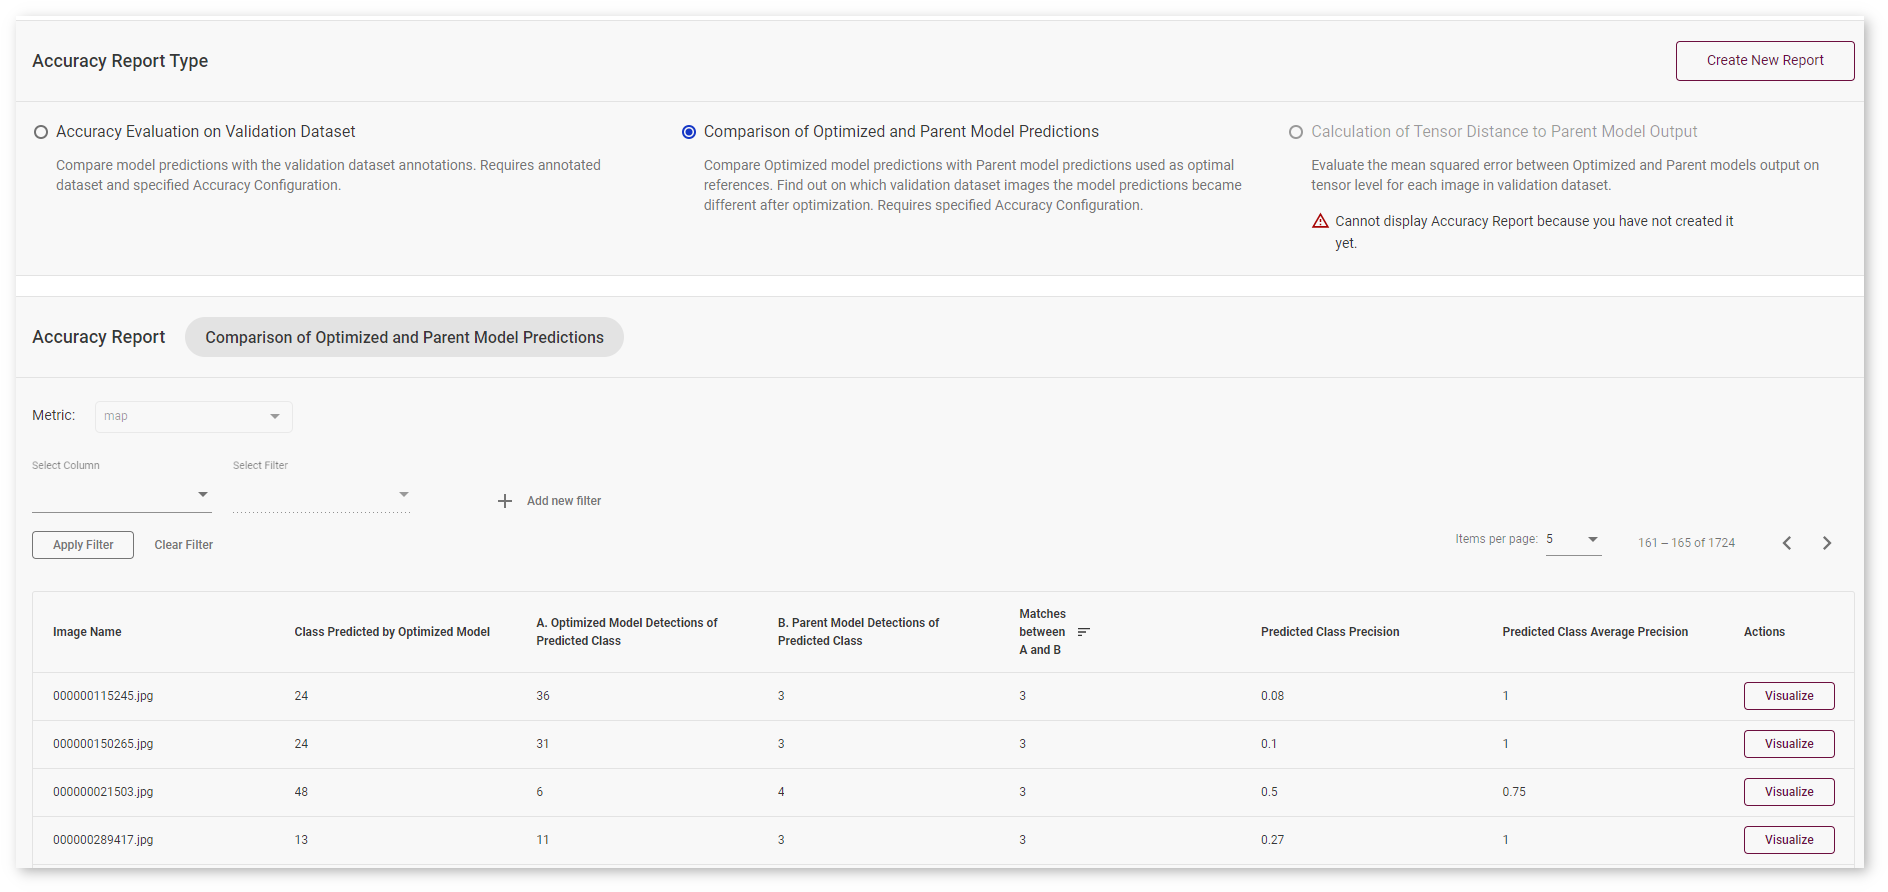 Accuracy Report Type
Create New Report
Accuracy Evaluation on Validation Dataset
Compare model predictions with the validation dataset annotations. Requires annotated
dataset and specified Accuracy Configuration.
Comparison of Optimized and Parent Model Predictions
Compare Optimized model predictions with Parent model predictions used as optimal
references. Find out on which validation dataset images the model predictions became
different after optimization. Requires specified Accuracy Configuration.
Calculation of Tensor Distance to Parent Model Output
Evaluate the mean squared error between Optimized and Parent models output on
tensor level for each image in validation dataset.
Cannot display Accuracy Report because you have not created it
yet.
Accuracy Report
Comparison of Optimized and Parent Model Predictions
Metric: map
Select Column
Select Filter
Add new filter
Apply Filter
Clear Filter
Items per page: 5
161 – 165 of 1724
Image Name
Class Predicted by Optimized Model
A. Optimized Model Detections of
Predicted Class
B. Parent Model Detections of
Predicted Class
Matches
between
A and B
Predicted Class Precision
Predicted Class Average Precision
Actions
000000115245.jpg 24 36 3 3 0.08 1 Visualize
000000150265.jpg 24 31 3 3 0.1 1 Visualize
000000021503.jpg 48 6 4 3 0.5 0.75 Visualize
000000289417.jpg 13 11 3 3 0.27 1 Visualize